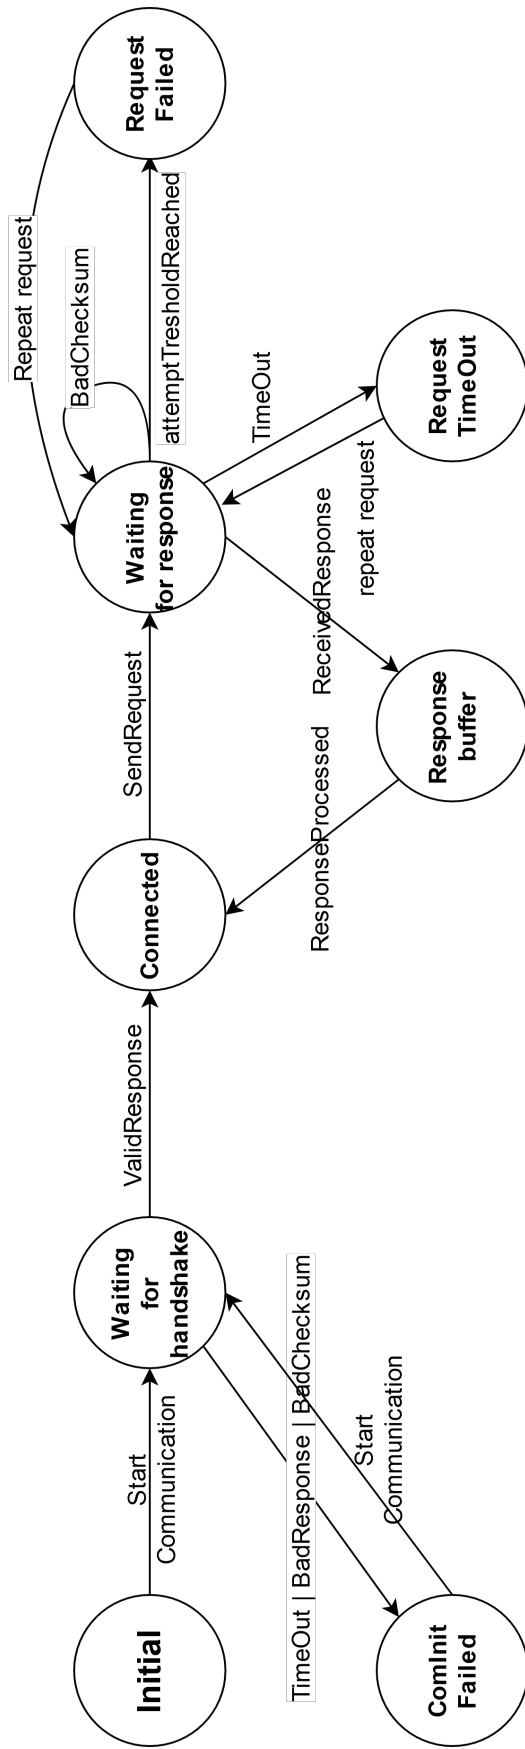 Initial
Start
Communication
Waiting
for
handshake
ValidResponse
Connected
SendRequest
Waiting
for response
BadChecksum
Repeat request
attemptTresholdReached
Request
Failed
TimeOut | BadResponse | BadChecksum
Start
Communication
ComInit
Failed
ResponseProcessed
Response
buffer
ReceivedResponse
TimeOut
repeat request
Request
TimeOut